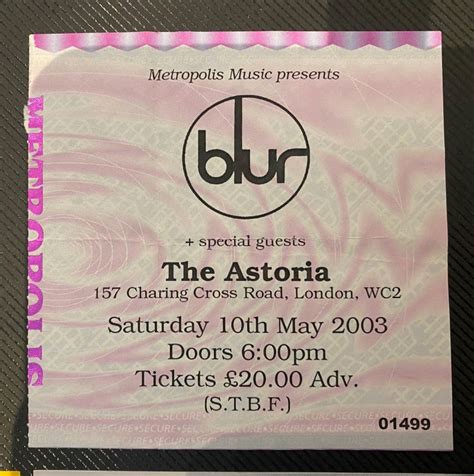 Metropolis Music presents
blur
+ special guests
The Astoria
157 Charing Cross Road, London, WC2
Saturday 10th May 2003
Doors 6:00pm
Tickets £20.00 Adv.
(S.T.B.F.)
01499
METROPOLIS